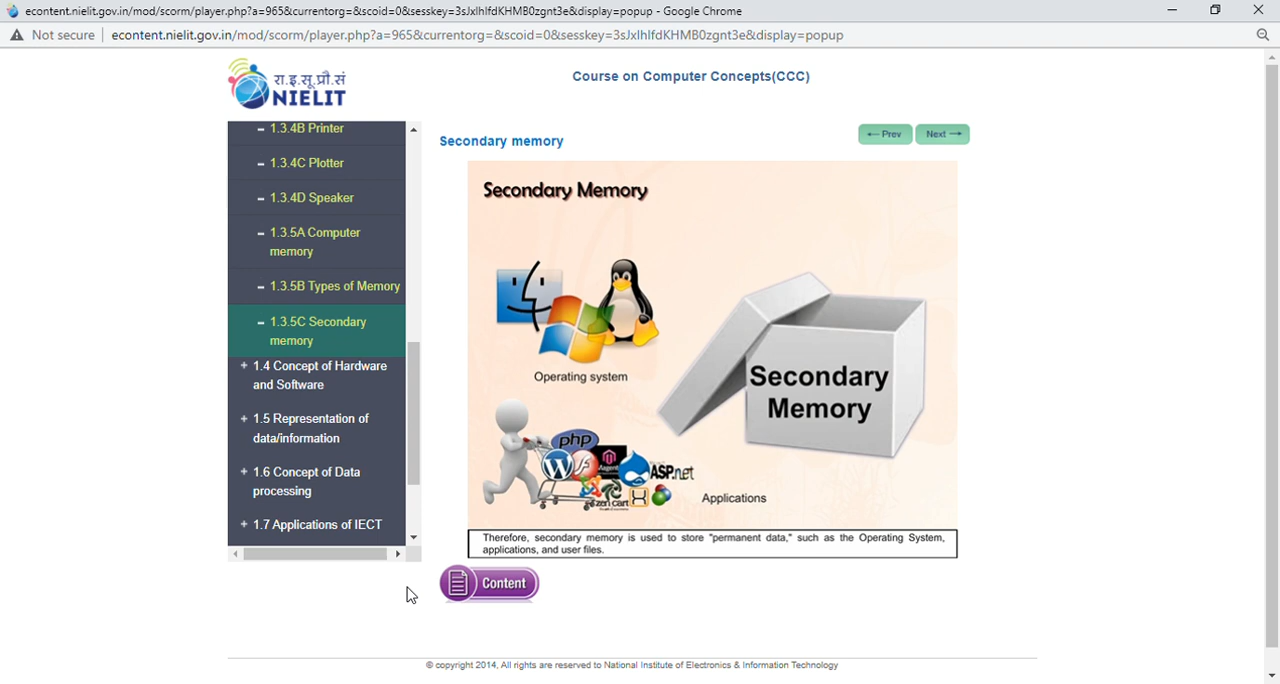 econtent.nielit.gov.in/mod/scorm/player.php?a=965&currentorg=&scoid=0&sesskey=3sJxlhlfdKHMB0zgnt3e&display=popup - Google Chrome
Not secure
econtent.nielit.gov.in/mod/scorm/player.php?a=965&currentorg=&scoid=0&sesskey=3sJxlhlfdKHMB0zgnt3e&display=popup
रा.इ.सू.प्रौ.सं
NIELIT
Course on Computer Concepts(CCC)
1.3.4B Printer
1.3.4C Plotter
1.3.4D Speaker
1.3.5A Computer
memory
1.3.5B Types of Memory
1.3.5C Secondary
memory
1.4 Concept of Hardware
and Software
1.5 Representation of
data/information
1.6 Concept of Data
processing
1.7 Applications of IECT
Secondary memory
Prev
Next
Secondary Memory
Operating system
Secondary
Memory
php
ASP.net
Applications
Therefore, secondary memory is used to store "permanent data," such as the Operating System,
applications, and user files.
Content
© copyright 2014, All rights are reserved to National Institute of Electronics & Information Technology